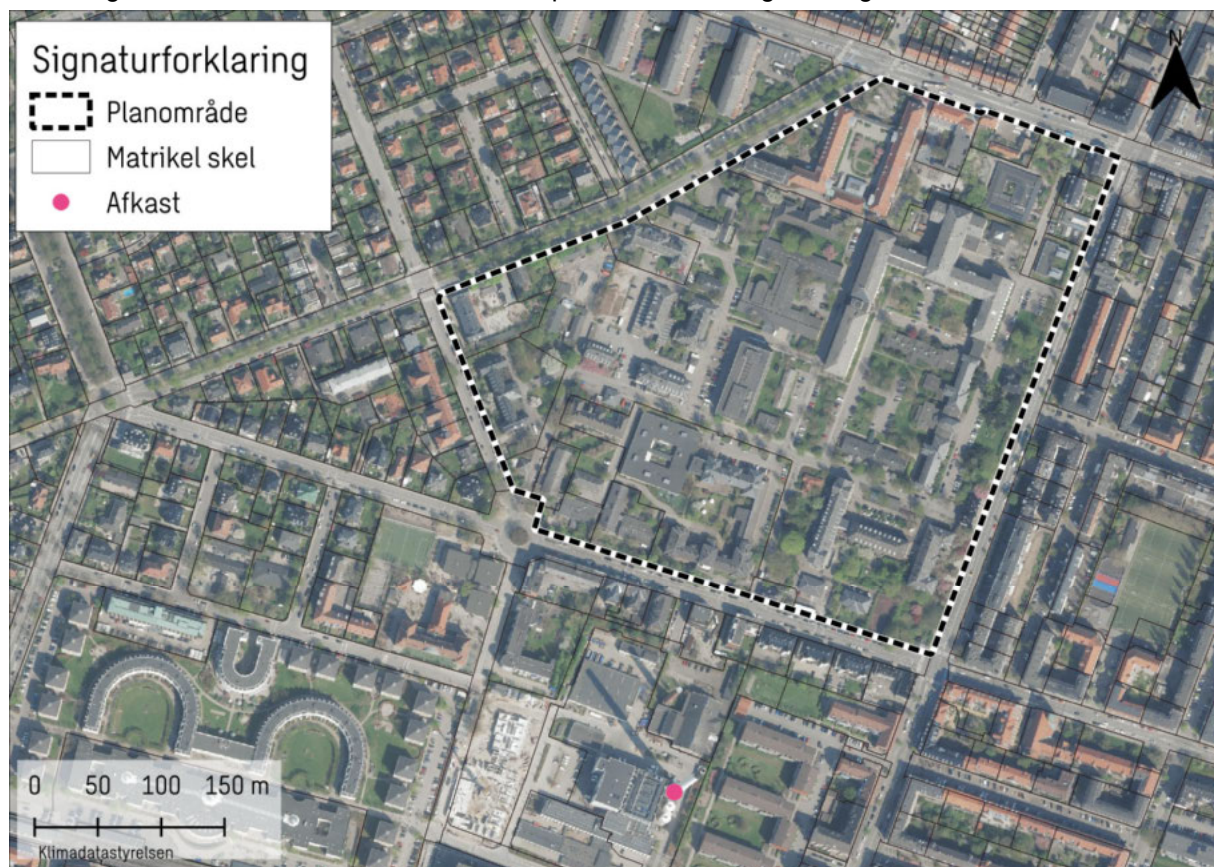 Signaturforklaring
Planområde
Matrikel skel
Afkast
N
0 50 100 150 m
Klimadatastyrelsen